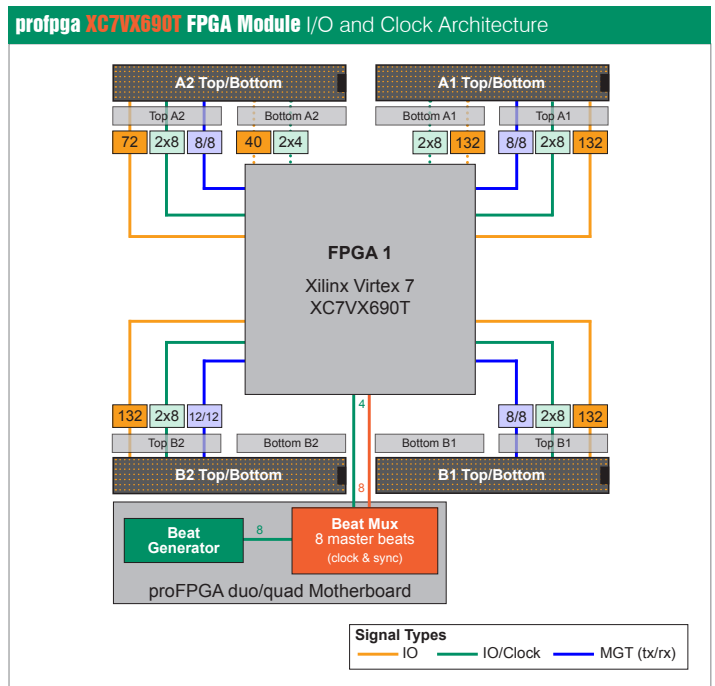 profpga XC7VX690T FPGA Module I/O and Clock Architecture
A2 Top/Bottom
A1 Top/Bottom
Top A2
Bottom A2
Bottom A1
Top A1
72
2x8
8/8
40
2x4
2x8
132
8/8
2x8
132
FPGA 1
Xilinx Virtex 7
XC7VX690T
4
132
2x8
12/12
8/8
2x8
132
Top B2
Bottom B2
Bottom B1
Top B1
B2 Top/Bottom
B1 Top/Bottom
8
Beat
Generator
8
Beat Mux
8 master beats
(clock & sync)
proFPGA duo/quad Motherboard
Signal Types
IO
IO/Clock
MGT (tx/rx)